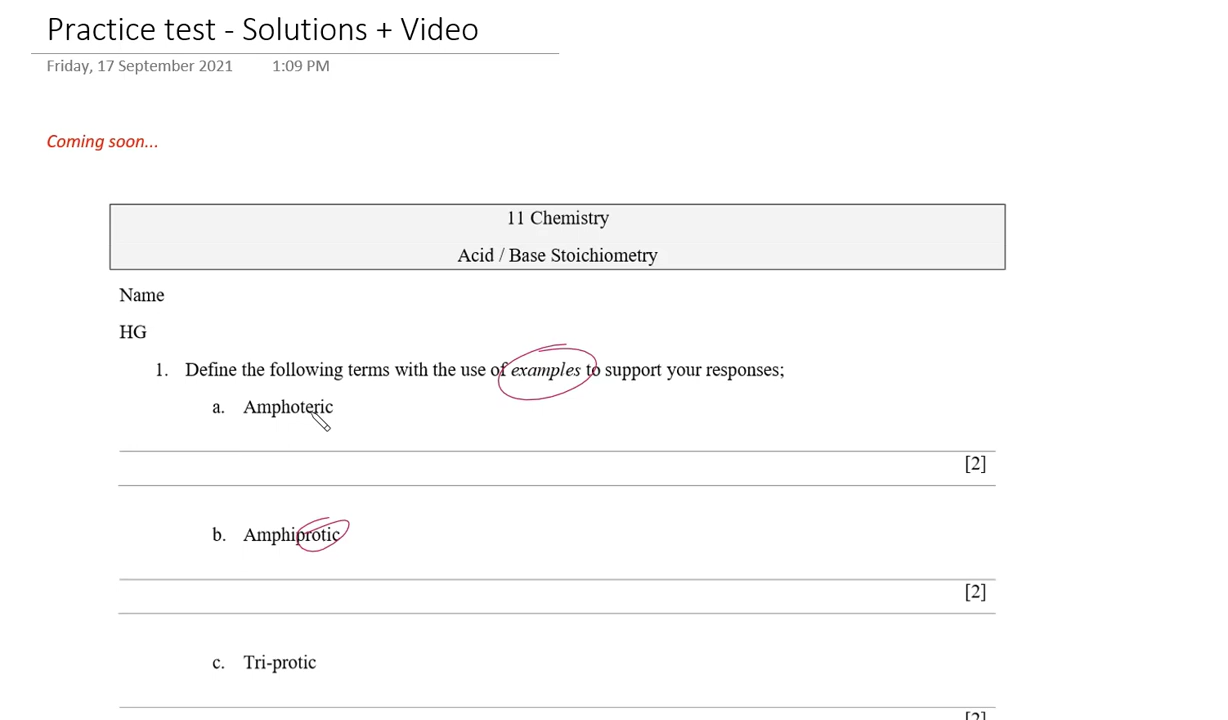 Practice test - Solutions + Video
Friday, 17 September 2021 1:09 PM
Coming soon...
11 Chemistry
Acid / Base Stoichiometry
Name
HG
1. Define the following terms with the use of examples to support your responses;
a. Amphoteric
[2]
b. Amphiprotic
[2]
c. Tri-protic
[2]